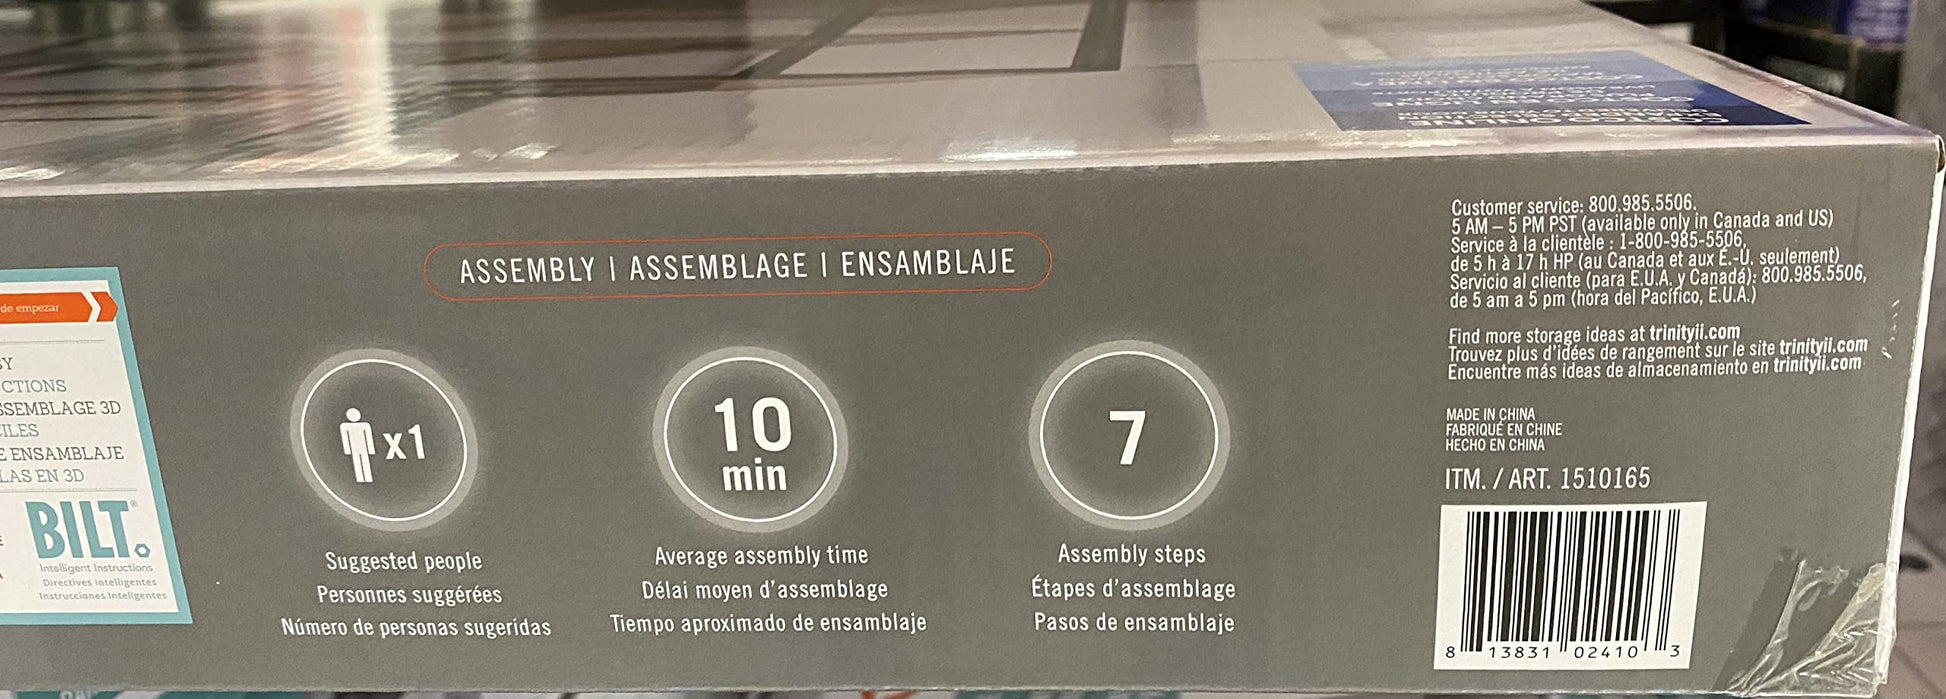 ASSEMBLY | ASSEMBLAGE | ENSAMBLAJE
de empezar
CTIONS
ASSEMBLAGE 3D
ENSAMBLAJE
EN 3D
BILT®
Intelligent Instructions
Directives intelligentes
Instrucciones Inteligentes
x1
Suggested people
Personnes suggérées
Número de personas sugeridas
10
min
Average assembly time
Délai moyen d'assemblage
Tiempo aproximado de ensamblaje
7
Assembly steps
Étapes d'assemblage
Pasos de ensamblaje
Customer service: 800.985.5506.
5 AM – 5 PM PST (available only in Canada and US)
Service à la clientèle : 1-800-985-5506,
de 5 h à 17 h HP (au Canada et aux É.-U. seulement)
Servicio al cliente (para E.U.A. y Canadá): 800.985.5506,
de 5 am a 5 pm (hora del Pacífico, E.U.A.)
Find more storage ideas at trinityii.com
Trouvez plus d'idées de rangement sur le site trinityii.com
Encuentre más ideas de almacenamiento en trinityii.com
MADE IN CHINA
FABRIQUÉ EN CHINE
HECHO EN CHINA
ITM. / ART. 1510165
8 13831 02410 3